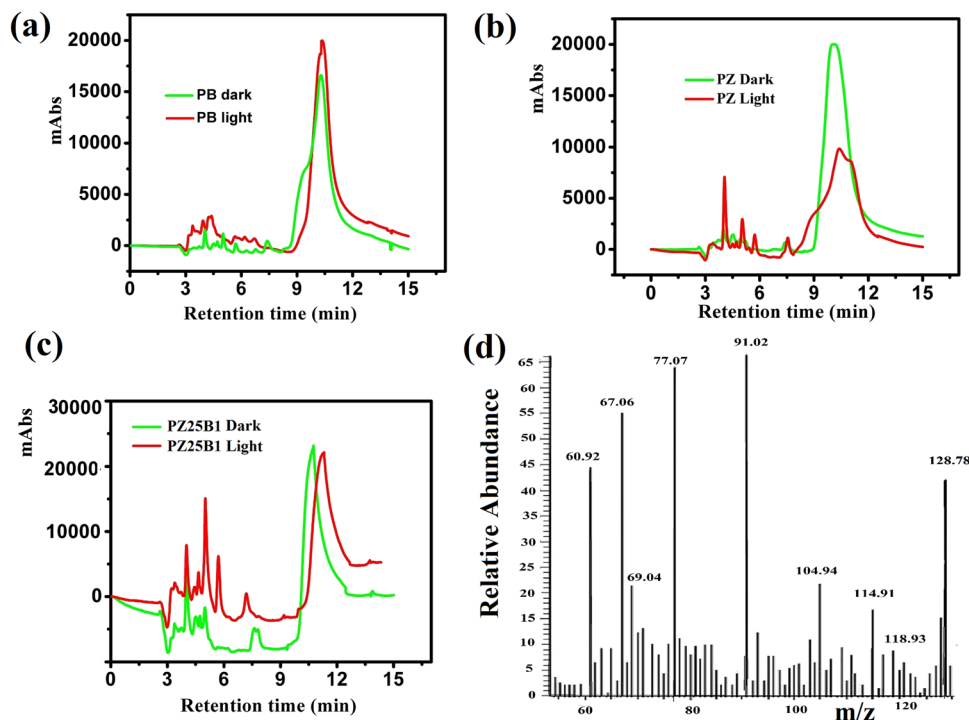 (a)
20000
15000
10000
5000
0
mAbs
PB dark
PB light
0 3 6 9 12 15
Retention time (min)
(b)
20000
15000
10000
5000
0
mAbs
PZ Dark
PZ Light
0 3 6 9 12 15
Retention time (min)
(c)
30000
20000
10000
0
-10000
mAbs
PZ25B1 Dark
PZ25B1 Light
0 3 6 9 12 15
Retention time (min)
(d)
65
60
55
50
45
40
35
30
25
20
15
10
5
0
Relative Abundance
60.92
67.06
69.04
77.07
91.02
104.94
114.91
118.93
128.78
60 80 100 120
m/z